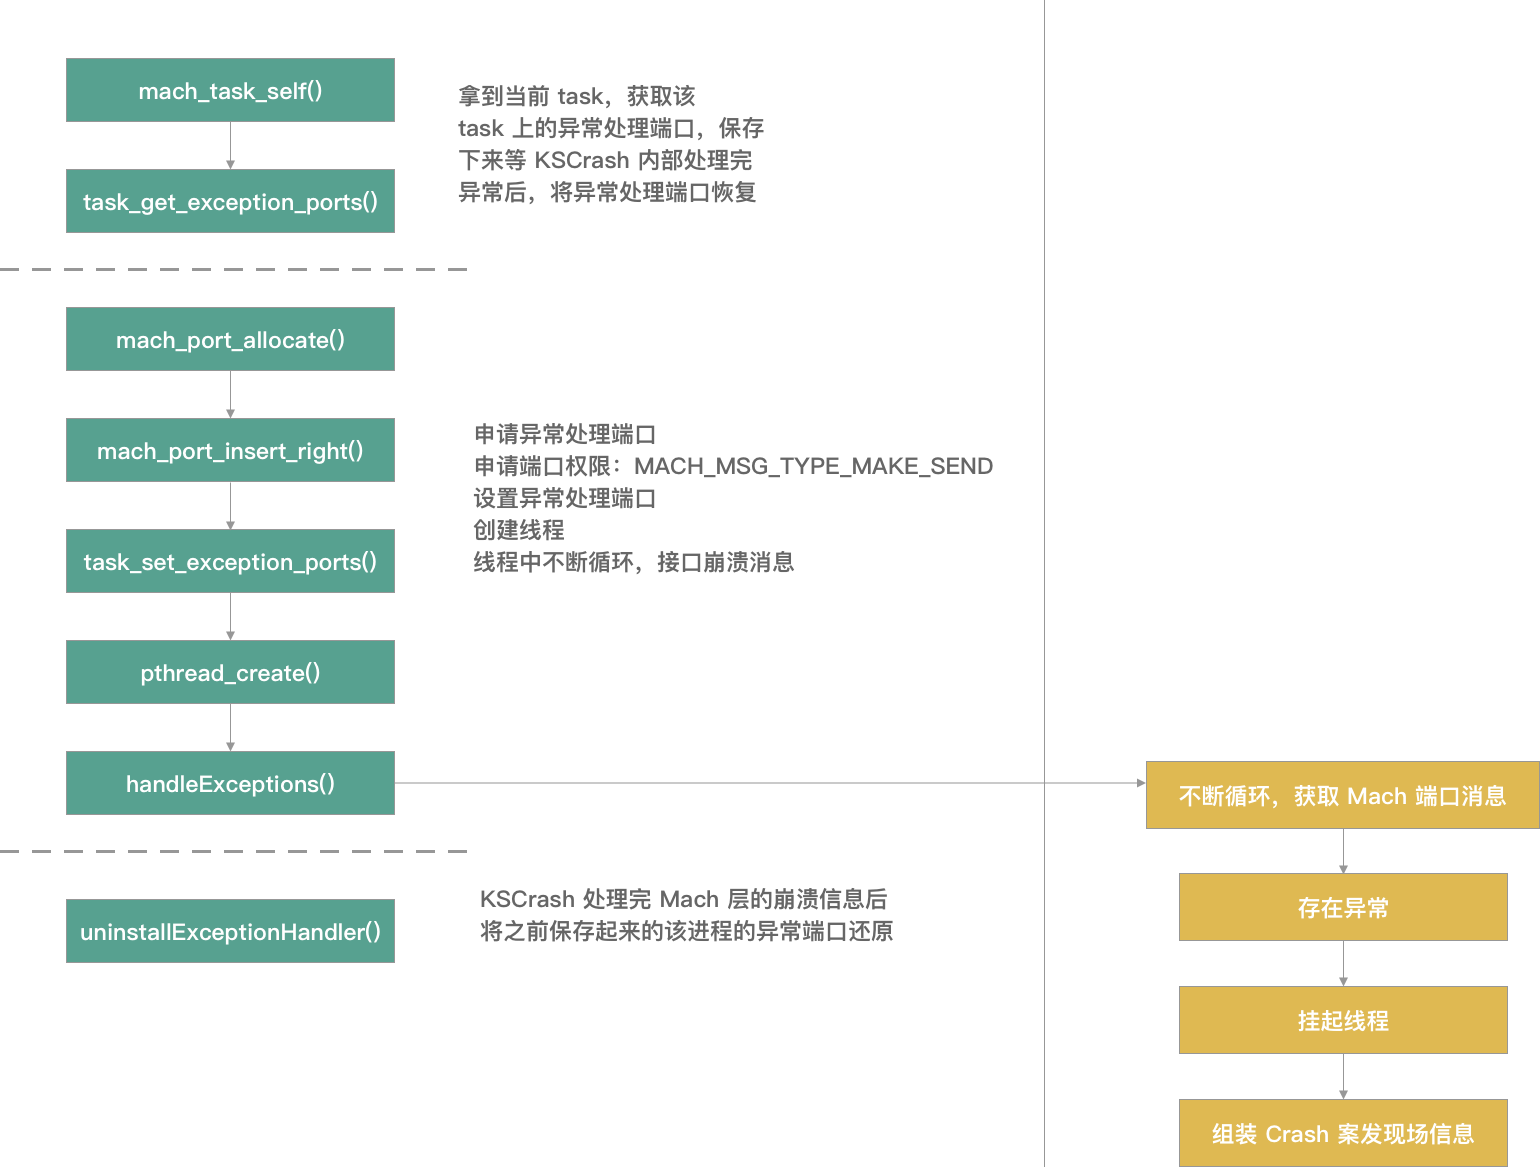 mach_task_self()
task_get_exception_ports()
拿到当前 task，获取该
task 上的异常处理端口，保存
下来等 KSCrash 内部处理完
异常后，将异常处理端口恢复
mach_port_allocate()
mach_port_insert_right()
task_set_exception_ports()
pthread_create()
handleExceptions()
申请异常处理端口
申请端口权限：MACH_MSG_TYPE_MAKE_SEND
设置异常处理端口
创建线程
线程中不断循环，接口崩溃消息
uninstallExceptionHandler()
KSCrash 处理完 Mach 层的崩溃信息后
将之前保存起来的该进程的异常端口还原
不断循环，获取 Mach 端口消息
存在异常
挂起线程
组装 Crash 案发现场信息